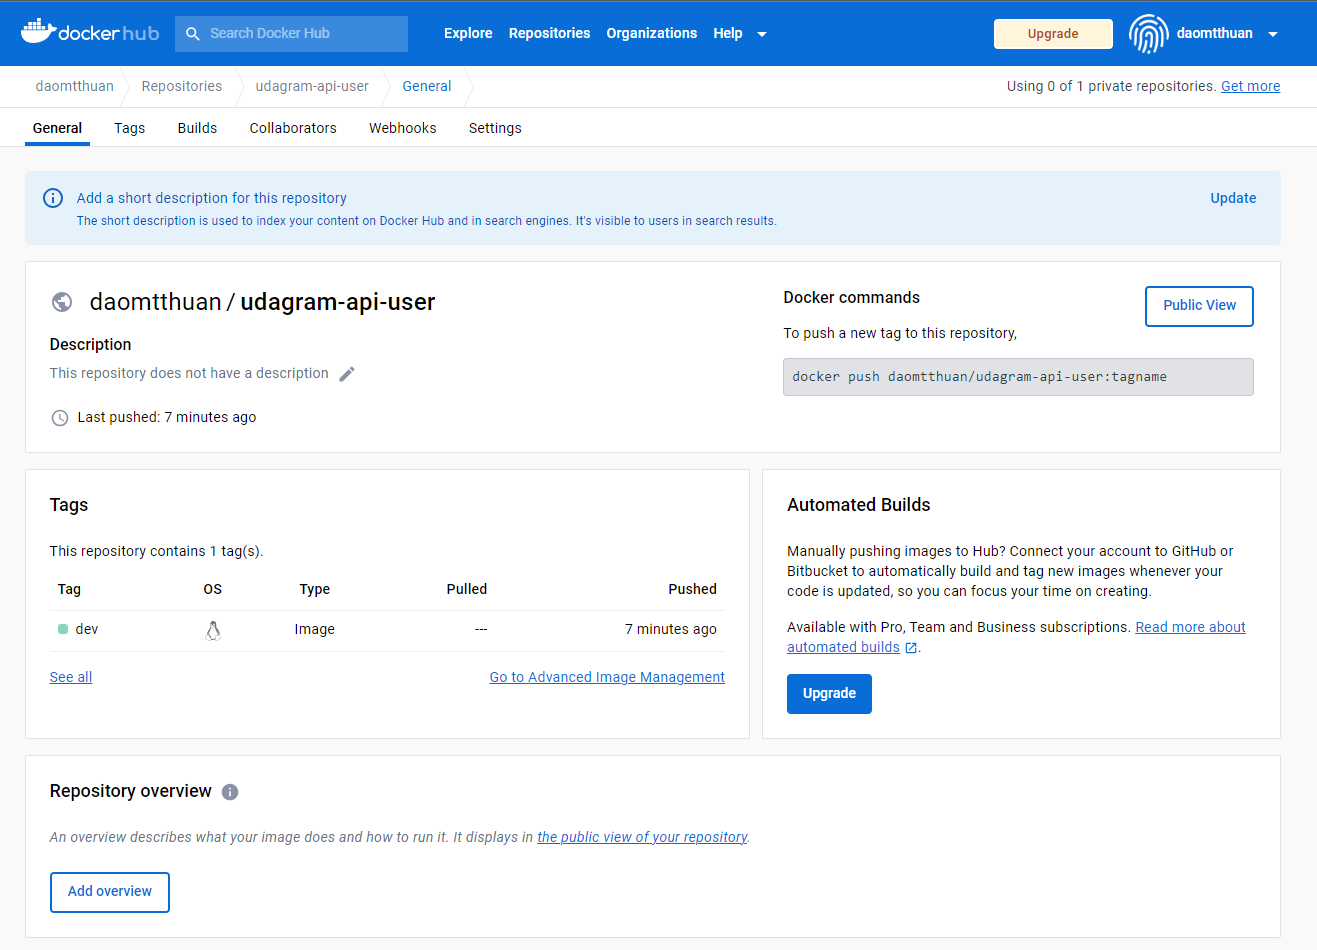 docker hub
Search Docker Hub
Explore Repositories Organizations Help
Upgrade
daomtthuan
daomtthuan Repositories udagram-api-user General
Using 0 of 1 private repositories. Get more
General Tags Builds Collaborators Webhooks Settings
Add a short description for this repository
Update
The short description is used to index your content on Docker Hub and in search engines. It's visible to users in search results.
daomtthuan / udagram-api-user
Description
This repository does not have a description
Last pushed: 7 minutes ago
Docker commands
Public View
To push a new tag to this repository,
docker push daomtthuan/udagram-api-user:tagname
Tags
This repository contains 1 tag(s).
Tag OS Type Pulled Pushed
dev Image --- 7 minutes ago
See all Go to Advanced Image Management
Automated Builds
Manually pushing images to Hub? Connect your account to GitHub or
Bitbucket to automatically build and tag new images whenever your
code is updated, so you can focus your time on creating.
Available with Pro, Team and Business subscriptions. Read more about
automated builds .
Upgrade
Repository overview
An overview describes what your image does and how to run it. It displays in the public view of your repository.
Add overview